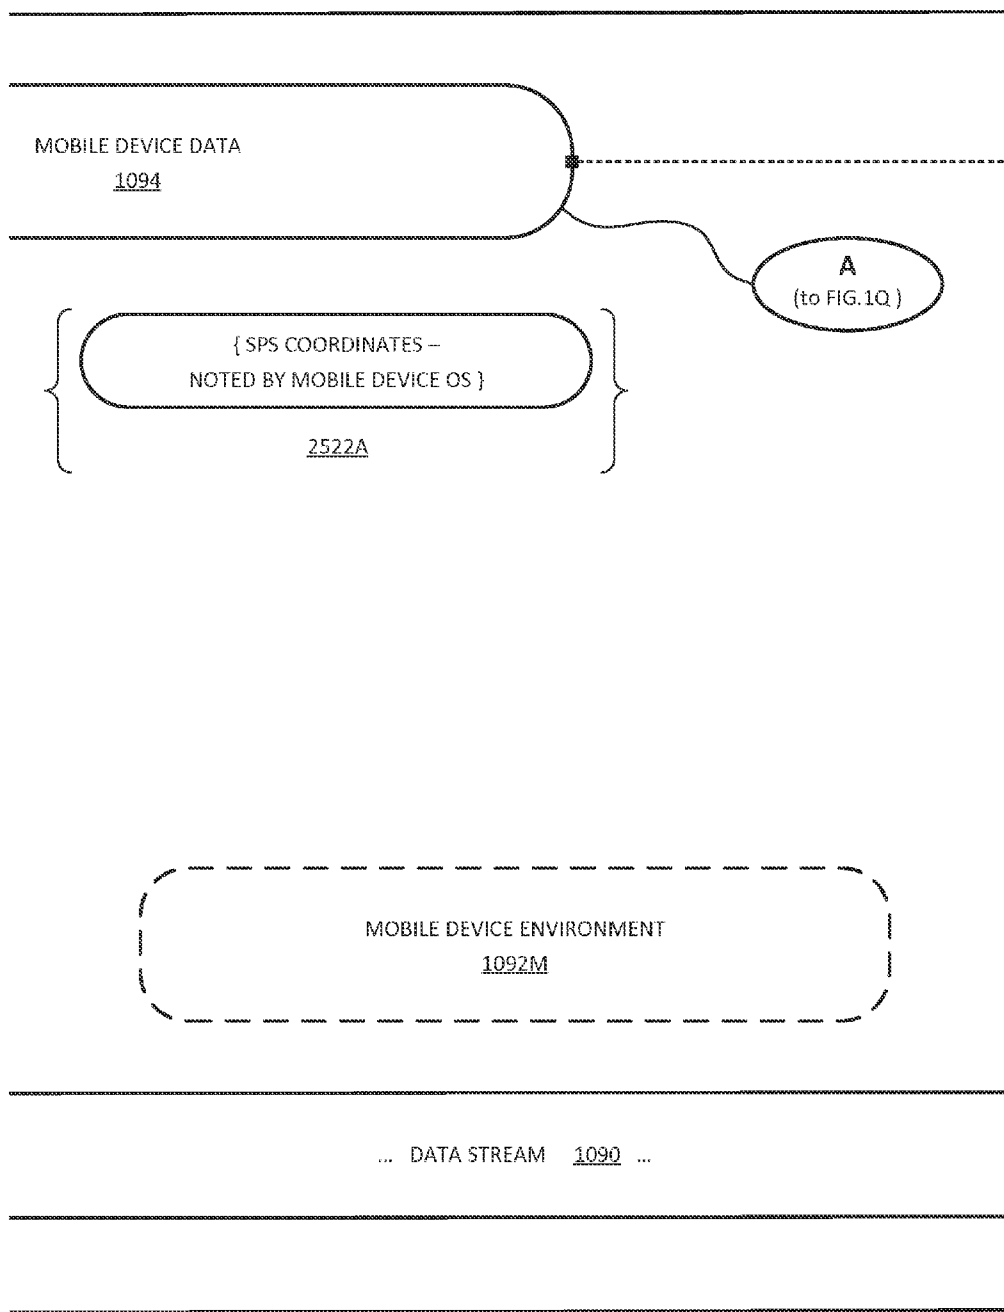 MOBILE DEVICE DATA
1094
A
(to FIG.1Q )
{ SPS COORDINATES –
NOTED BY MOBILE DEVICE OS }
2522A
MOBILE DEVICE ENVIRONMENT
1092M
... DATA STREAM 1090 ...